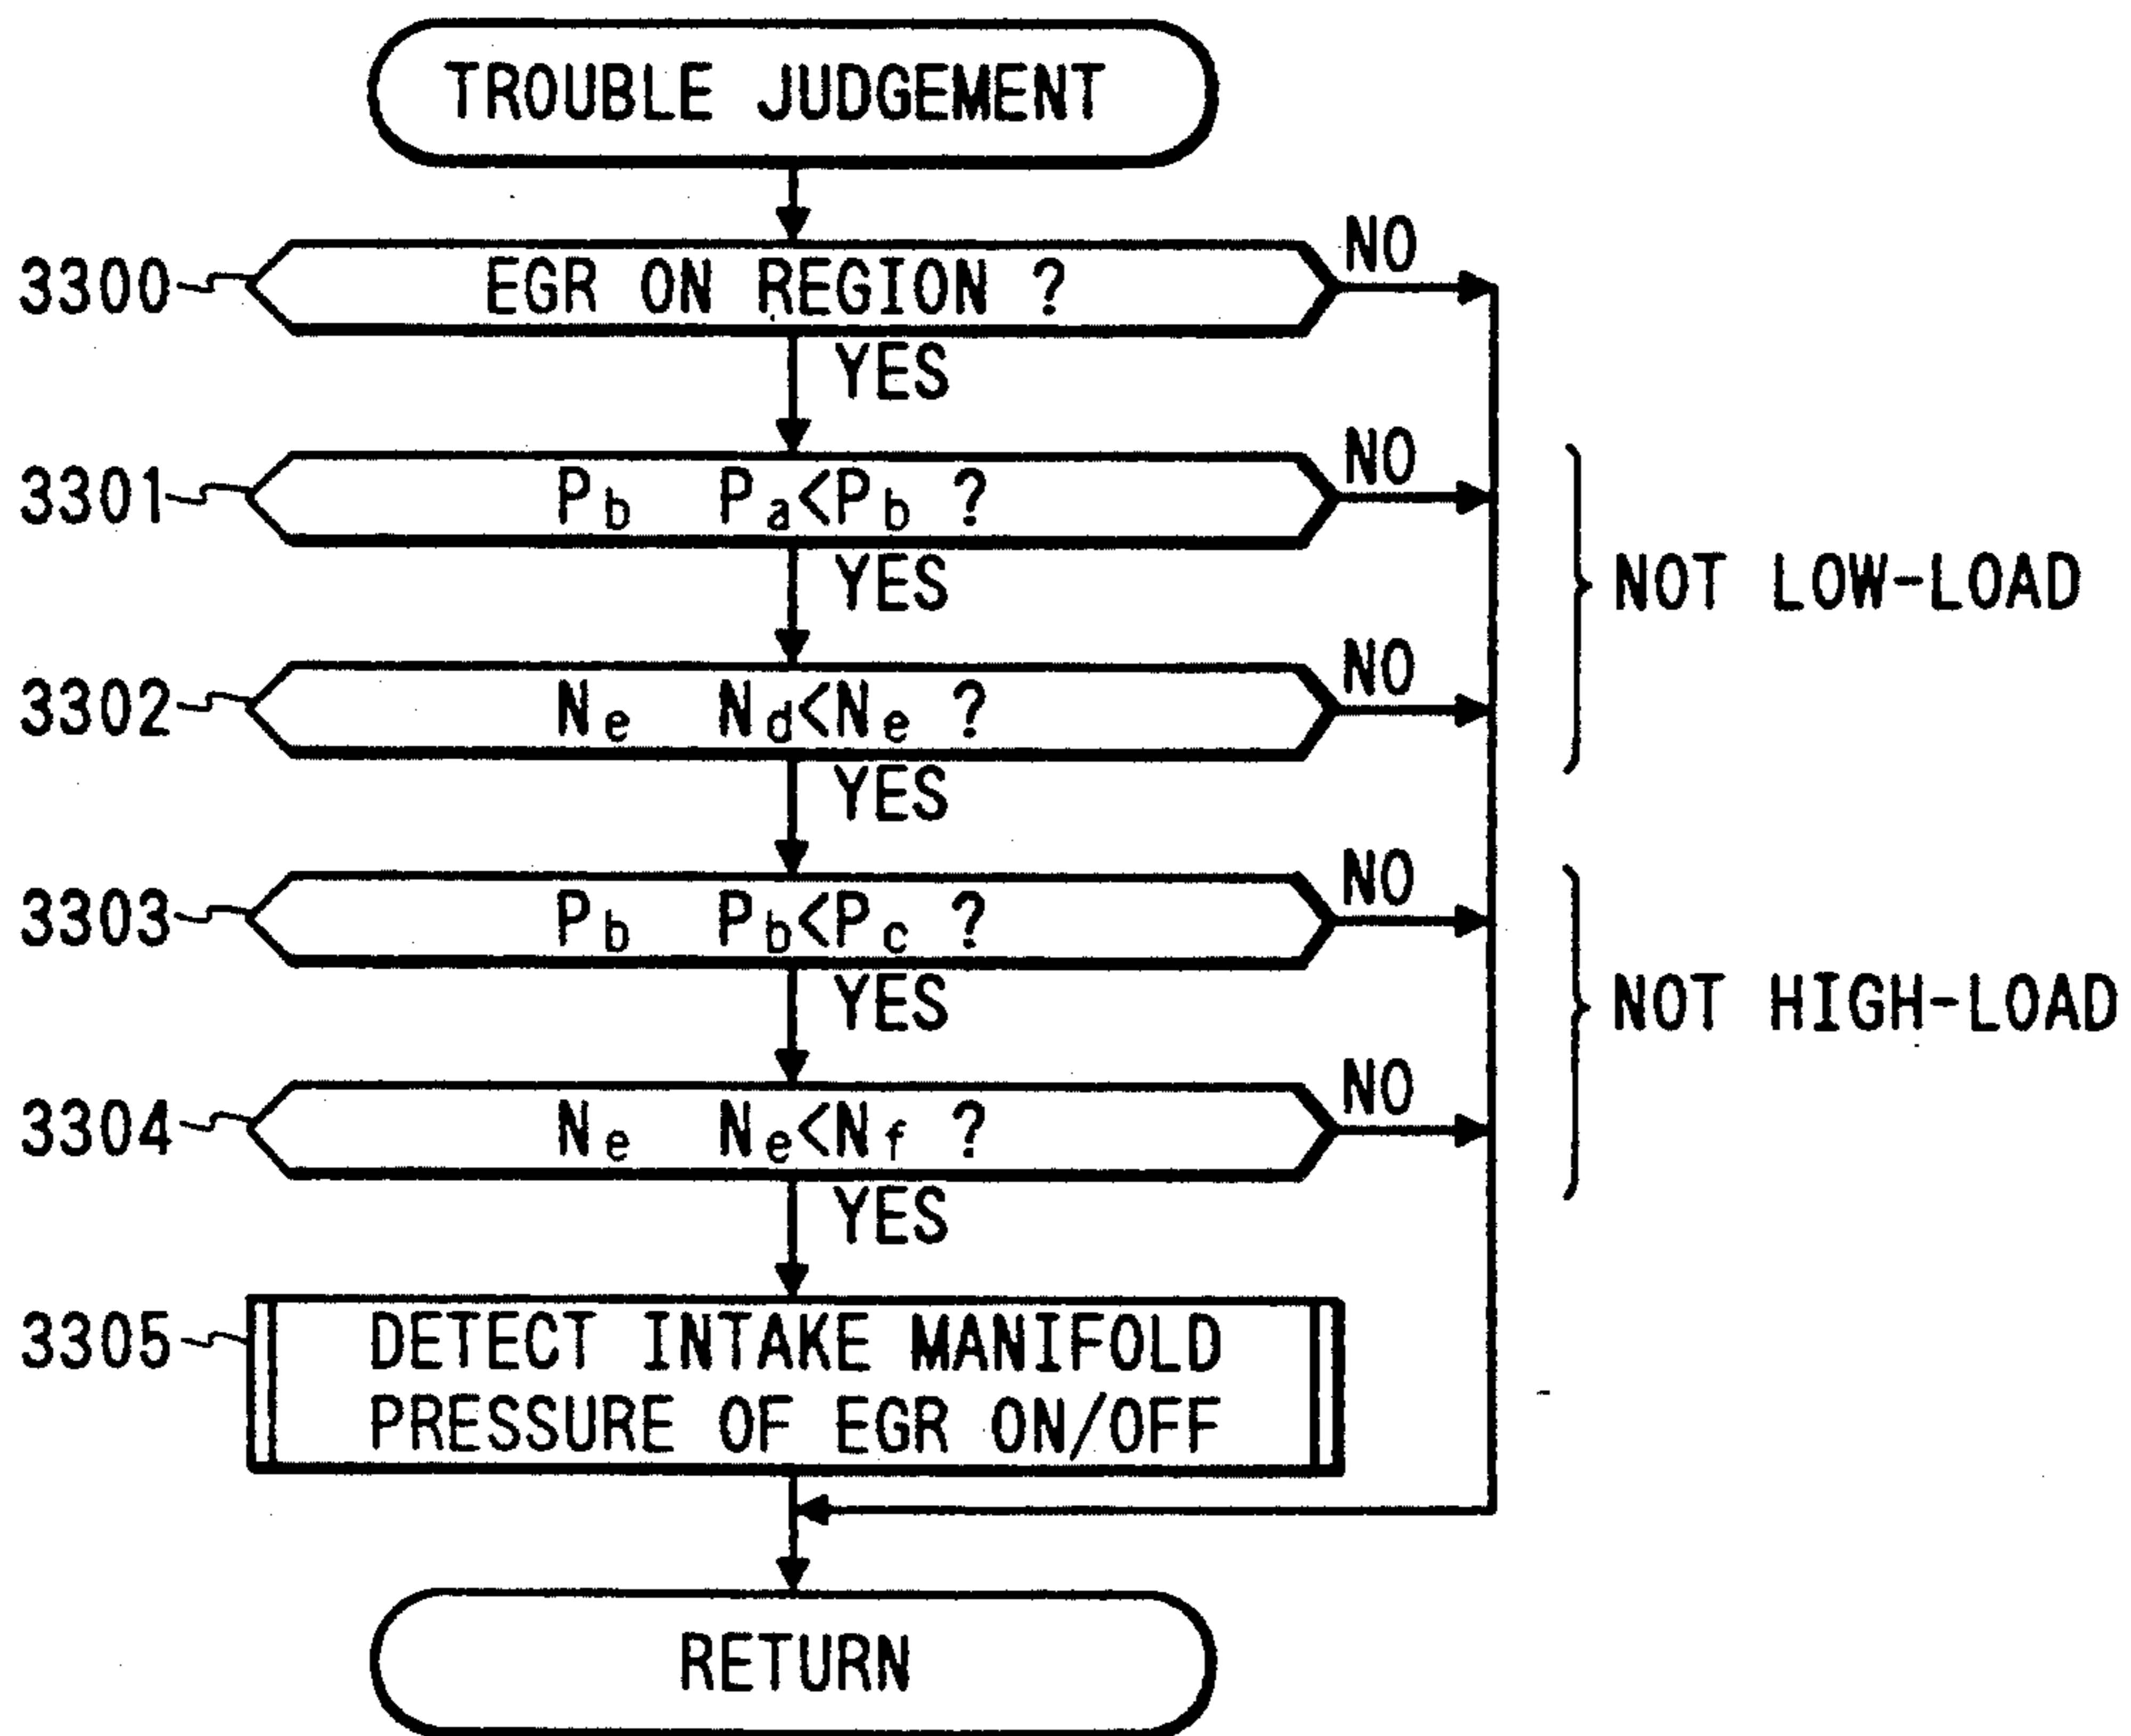 TROUBLE JUDGEMENT
3300
EGR ON REGION ?
NO
YES
3301
Pb Pa<Pb ?
NO
YES
NOT LOW-LOAD
3302
Ne Nd<Ne ?
NO
YES
3303
Pb Pb<Pc ?
NO
YES
NOT HIGH-LOAD
3304
Ne Ne<Nf ?
NO
YES
3305
DETECT INTAKE MANIFOLD
PRESSURE OF EGR ON/OFF
RETURN